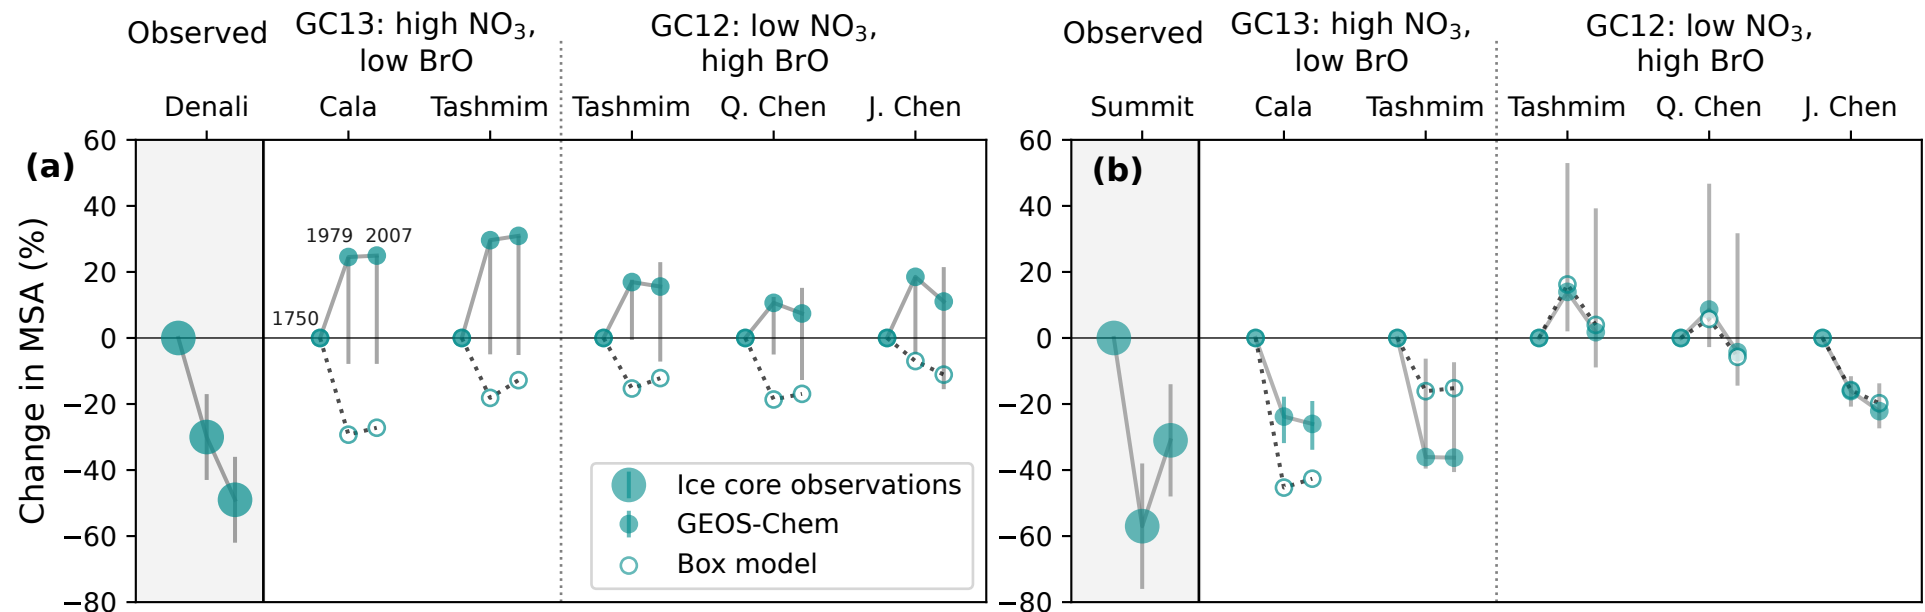 Observed
GC13: high NO₃,
low BrO
GC12: low NO₃,
high BrO
Denali
Cala
Tashmim
Tashmim
Q. Chen
J. Chen
(a)
Change in MSA (%)
60
40
20
0
−20
−40
−60
−80
1750
1979
2007
Ice core observations
GEOS-Chem
Box model
Observed
GC13: high NO₃,
low BrO
GC12: low NO₃,
high BrO
Summit
Cala
Tashmim
Tashmim
Q. Chen
J. Chen
(b)
60
40
20
0
−20
−40
−60
−80